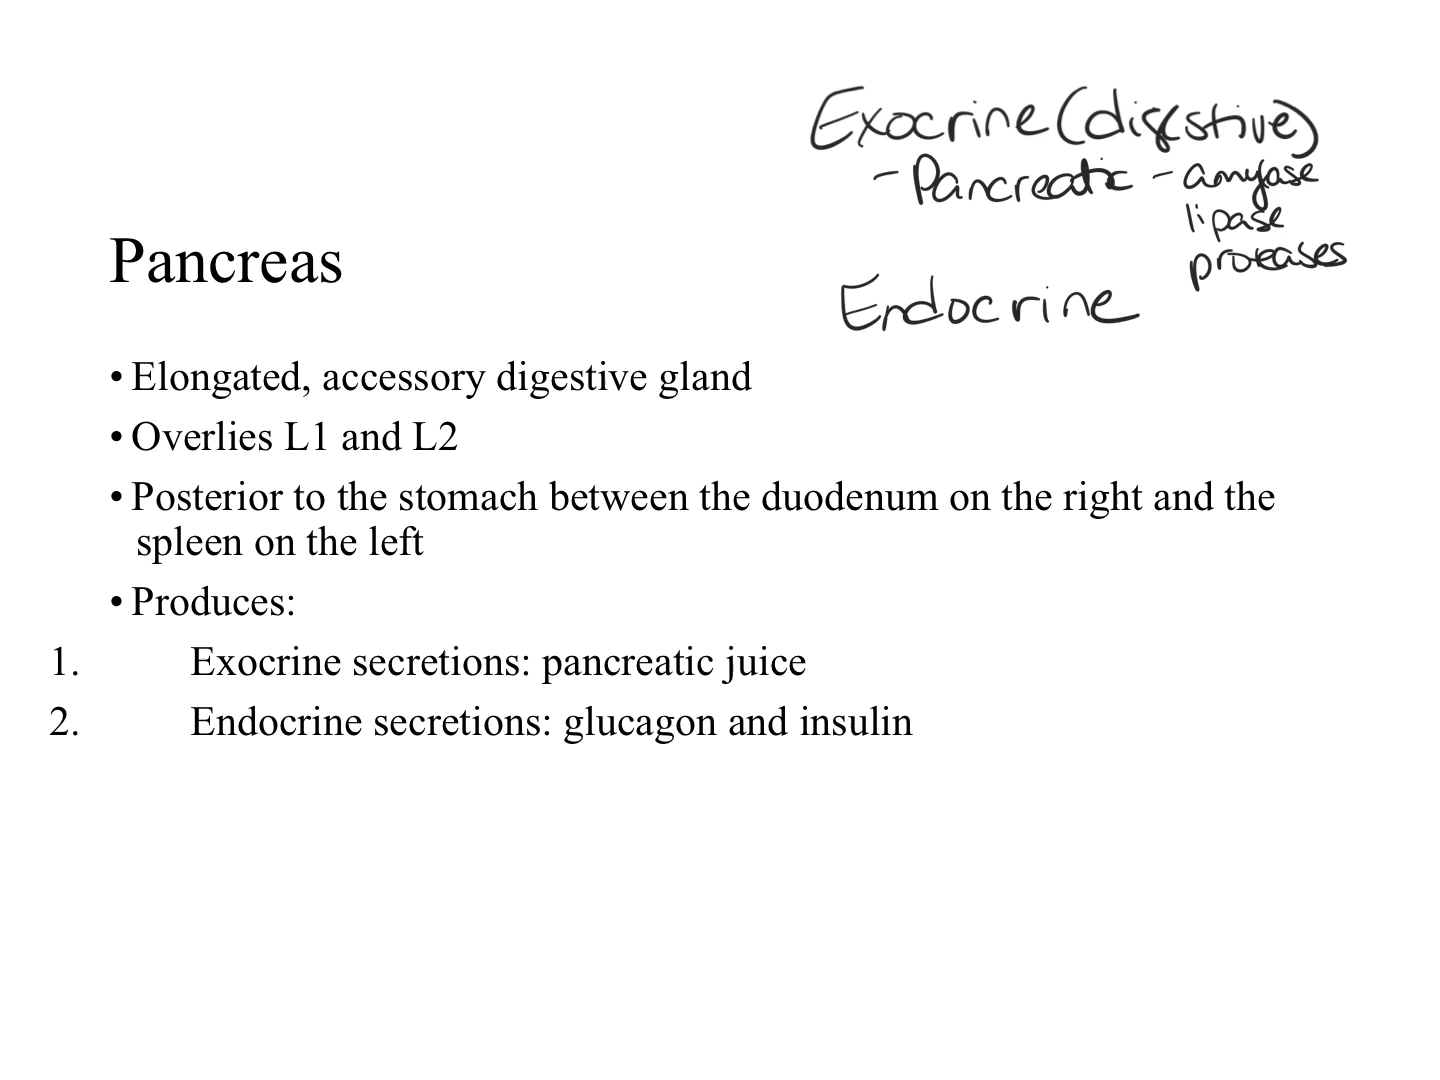 Exocrine (digestive)
- Pancreatic - amylase
lipase
proteases
Pancreas
Endocrine
• Elongated, accessory digestive gland
• Overlies L1 and L2
• Posterior to the stomach between the duodenum on the right and the
spleen on the left
• Produces:
1. Exocrine secretions: pancreatic juice
2. Endocrine secretions: glucagon and insulin